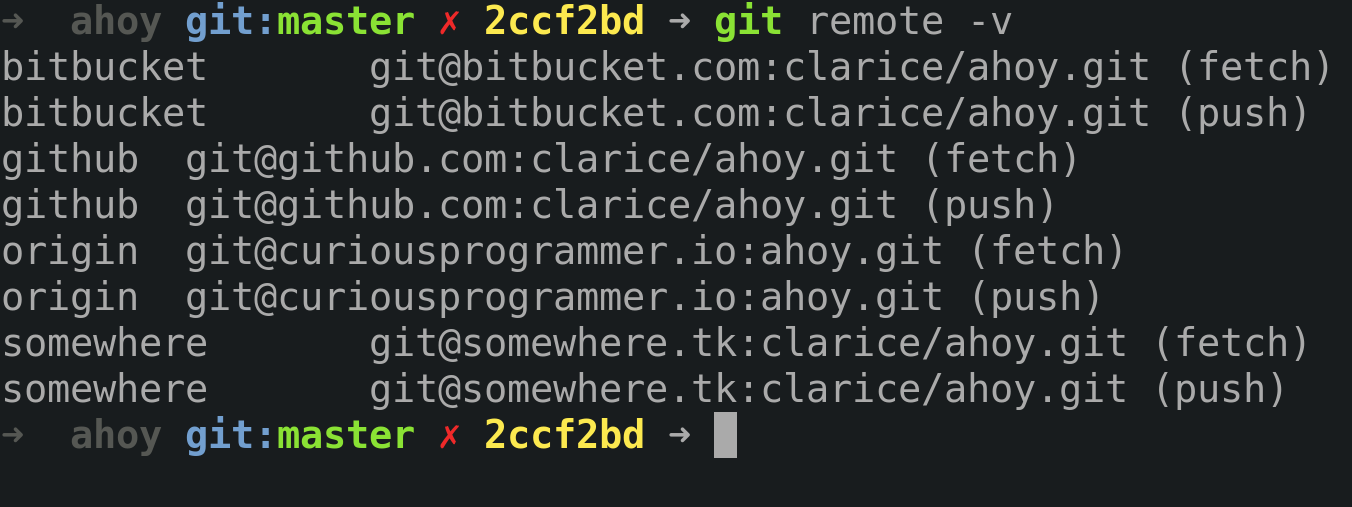 ➜  ahoy git:master ✗ 2ccf2bd ➜ git remote -v
bitbucket       git@bitbucket.com:clarice/ahoy.git (fetch)
bitbucket       git@bitbucket.com:clarice/ahoy.git (push)
github  git@github.com:clarice/ahoy.git (fetch)
github  git@github.com:clarice/ahoy.git (push)
origin  git@curiousprogrammer.io:ahoy.git (fetch)
origin  git@curiousprogrammer.io:ahoy.git (push)
somewhere       git@somewhere.tk:clarice/ahoy.git (fetch)
somewhere       git@somewhere.tk:clarice/ahoy.git (push)
➜  ahoy git:master ✗ 2ccf2bd ➜